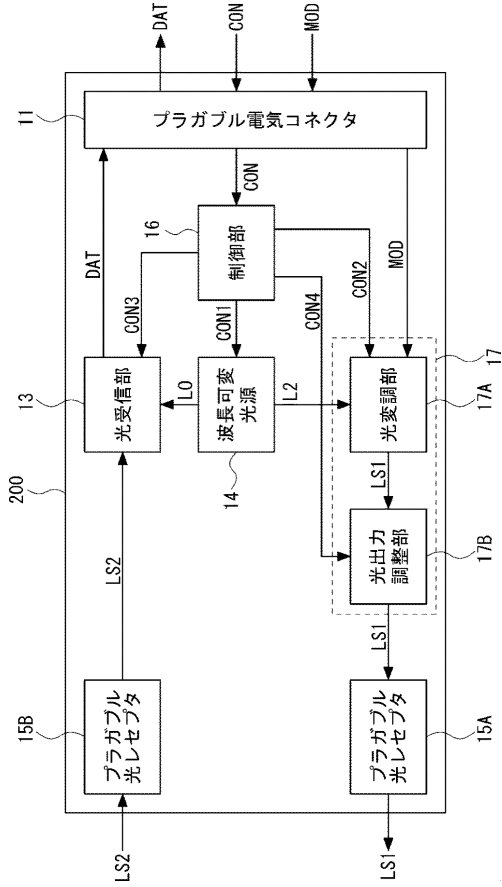 200
LS2
15B
プラガブル
光レセプタ
LS2
13
光受信部
DAT
11
プラガブル電気コネクタ
DAT
CON
MOD
LO
CON3
16
制御部
CON
14
波長可変
光源
CON1
L2
CON4
CON2
MOD
17
17A
光変調部
LS1
17B
光出力
調整部
LS1
15A
プラガブル
光レセプタ
LS1